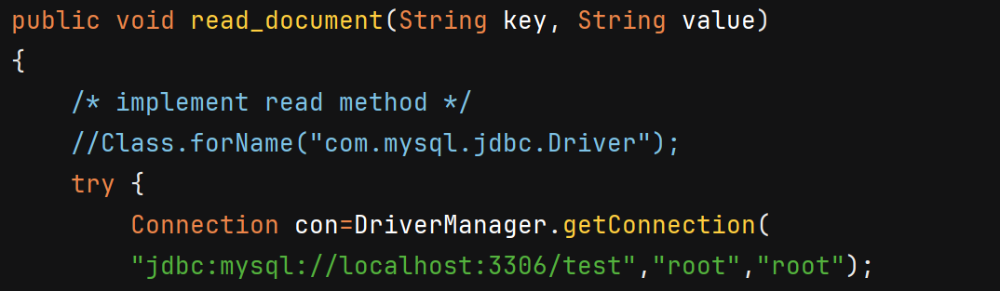 public void read_document(String key, String value)
{
    /* implement read method */
    //Class.forName("com.mysql.jdbc.Driver");
    try {
        Connection con=DriverManager.getConnection(
        "jdbc:mysql://localhost:3306/test","root","root");